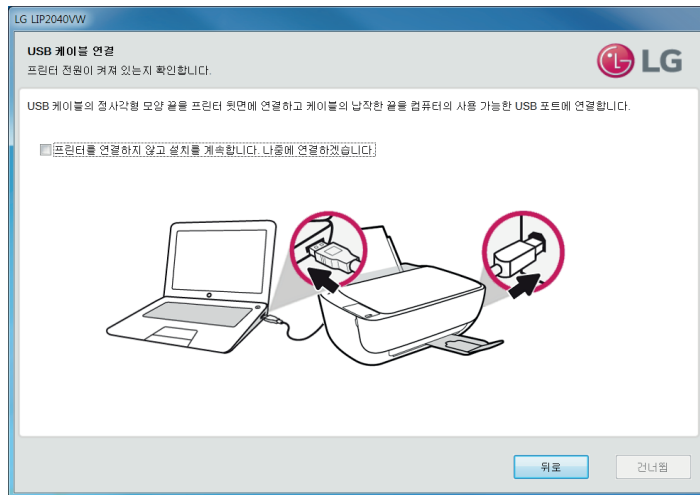 LG LIP2040VW
USB 케이블 연결
프린터 전원이 켜져 있는지 확인합니다.
LG
USB 케이블의 정사각형 모양 끝을 프린터 뒷면에 연결하고 케이블의 납작한 끝을 컴퓨터의 사용 가능한 USB 포트에 연결합니다.
프린터를 연결하지 않고 설치를 계속합니다. 나중에 연결하겠습니다.
뒤로
건너뜀